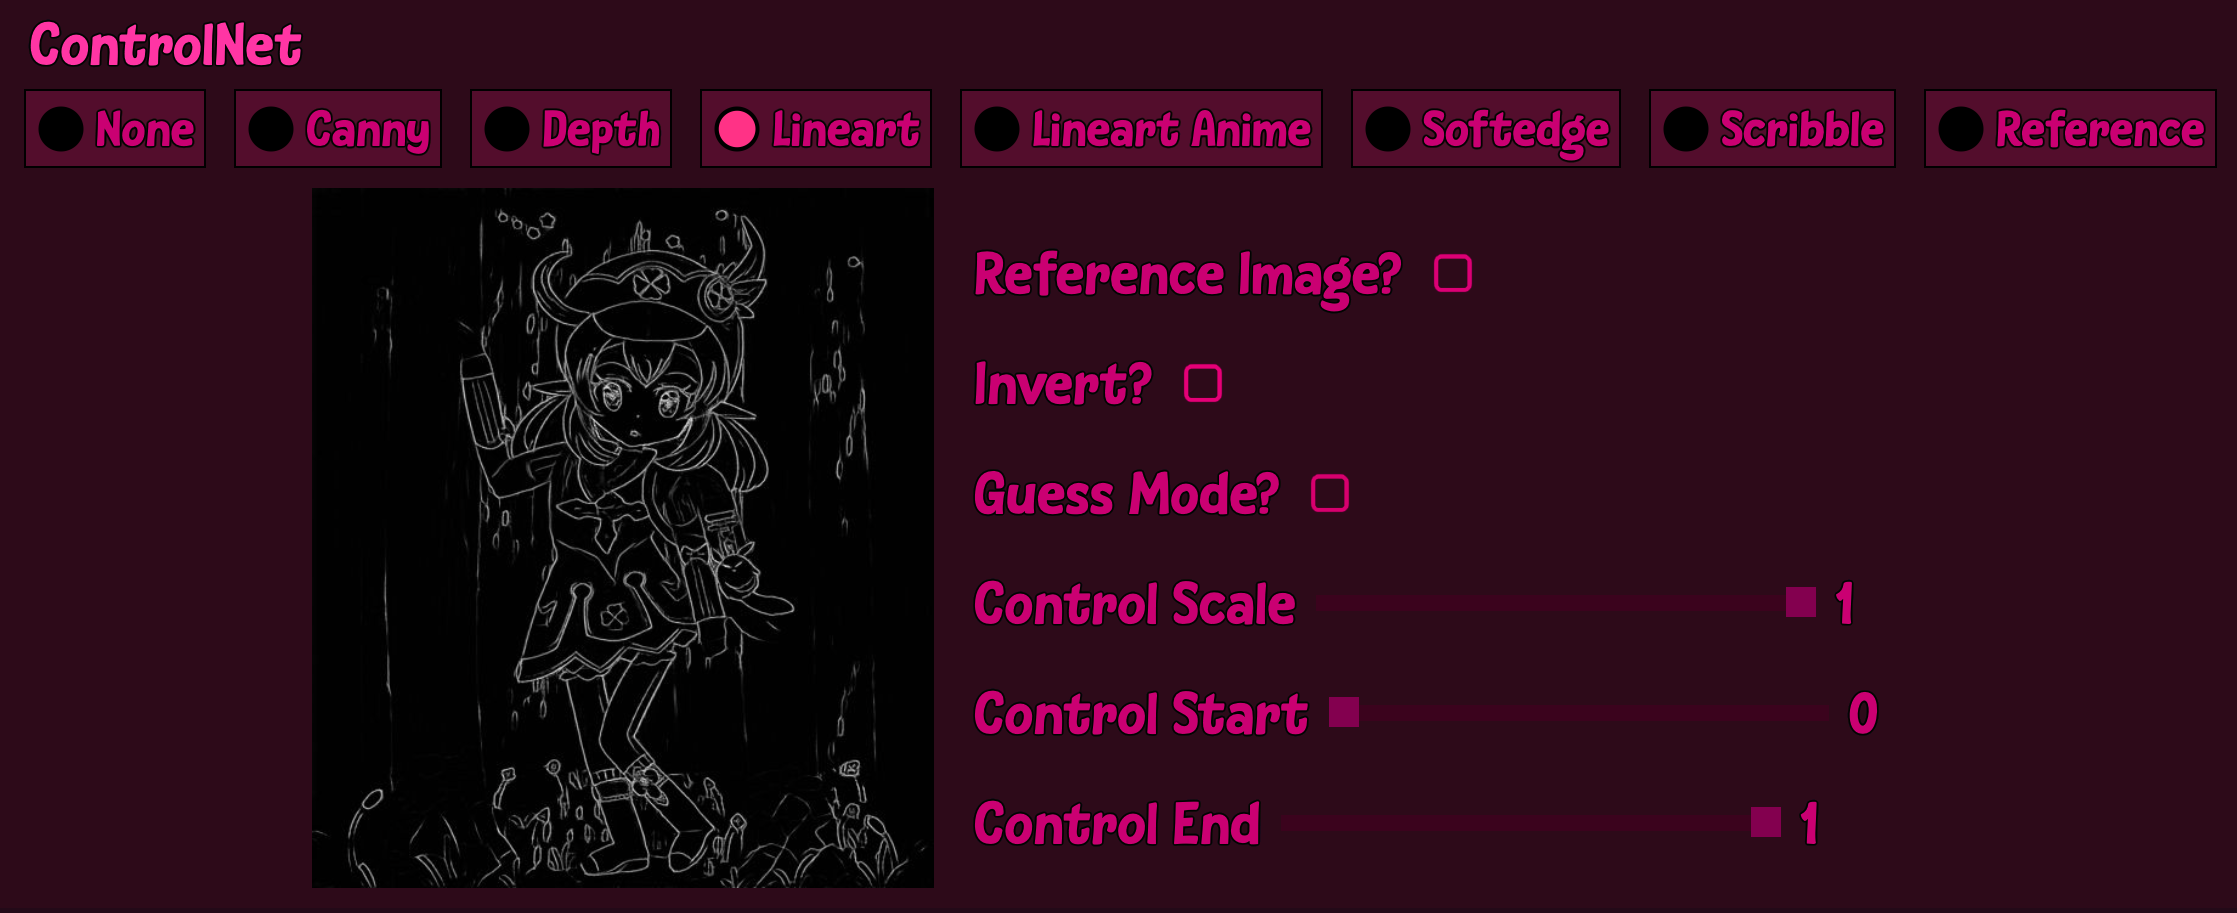 ControlNet
None Canny Depth Lineart Lineart Anime Softedge Scribble Reference
Reference Image?
Invert?
Guess Mode?
Control Scale 1
Control Start 0
Control End 1